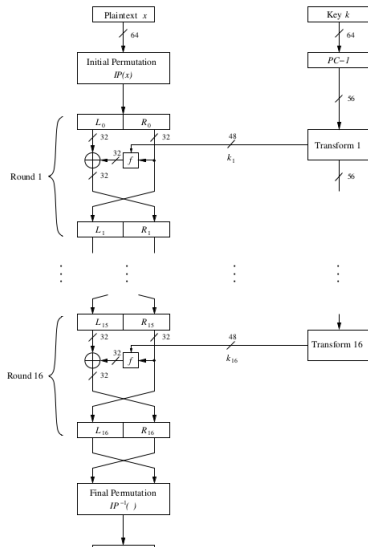 Plaintext x
Key k
64
64
Initial Permutation
IP(x)
PC−1
56
L0 R0
32
32
48
Round 1
32
f
k1
Transform 1
32
56
L1 R1
L15 R15
32
32
48
Round 16
32
f
k16
Transform 16
32
L16 R16
Final Permutation
IP⁻¹( )